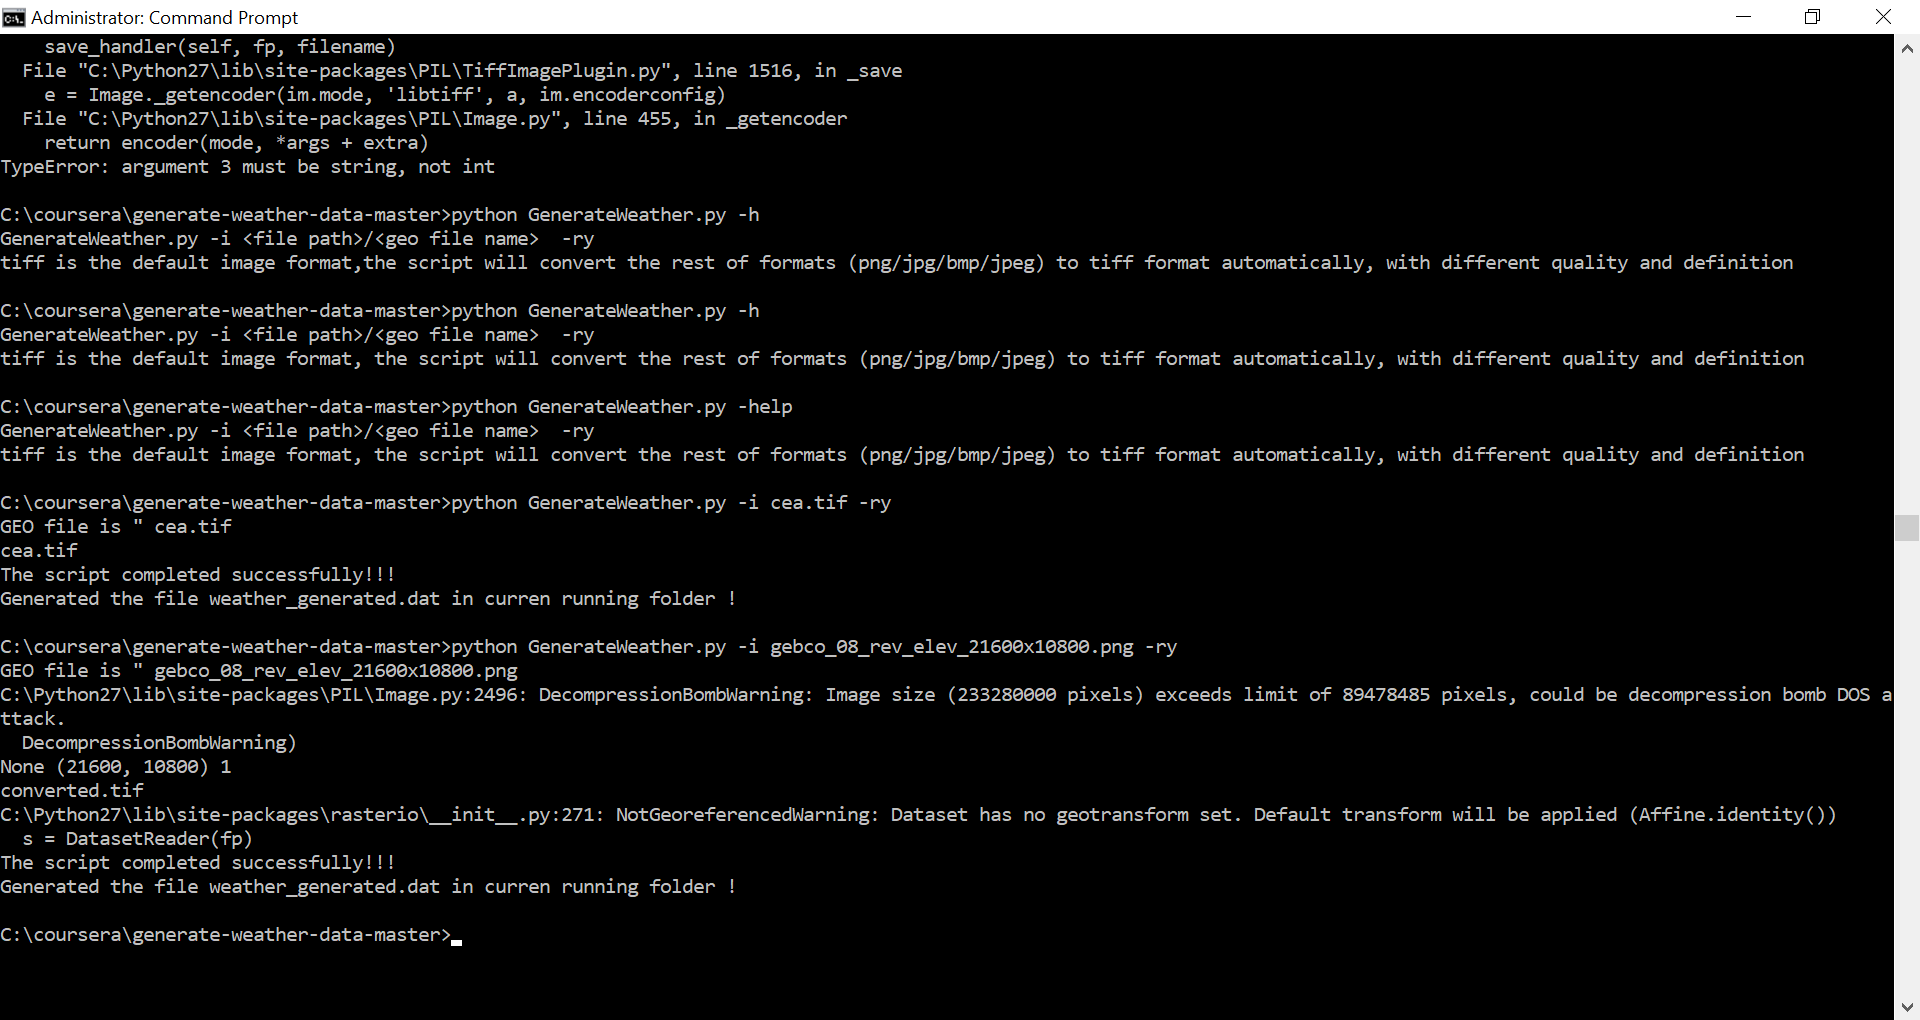 Administrator: Command Prompt
    save_handler(self, fp, filename)
  File "C:\Python27\lib\site-packages\PIL\TiffImagePlugin.py", line 1516, in _save
    e = Image._getencoder(im.mode, 'libtiff', a, im.encoderconfig)
  File "C:\Python27\lib\site-packages\PIL\Image.py", line 455, in _getencoder
    return encoder(mode, *args + extra)
TypeError: argument 3 must be string, not int
C:\coursera\generate-weather-data-master>python GenerateWeather.py -h
GenerateWeather.py -i <file path>/<geo file name>  -ry
tiff is the default image format,the script will convert the rest of formats (png/jpg/bmp/jpeg) to tiff format automatically, with different quality and definition
C:\coursera\generate-weather-data-master>python GenerateWeather.py -h
GenerateWeather.py -i <file path>/<geo file name>  -ry
tiff is the default image format, the script will convert the rest of formats (png/jpg/bmp/jpeg) to tiff format automatically, with different quality and definition
C:\coursera\generate-weather-data-master>python GenerateWeather.py -help
GenerateWeather.py -i <file path>/<geo file name>  -ry
tiff is the default image format, the script will convert the rest of formats (png/jpg/bmp/jpeg) to tiff format automatically, with different quality and definition
C:\coursera\generate-weather-data-master>python GenerateWeather.py -i cea.tif -ry
GEO file is " cea.tif
cea.tif
The script completed successfully!!!
Generated the file weather_generated.dat in curren running folder !
C:\coursera\generate-weather-data-master>python GenerateWeather.py -i gebco_08_rev_elev_21600x10800.png -ry
GEO file is " gebco_08_rev_elev_21600x10800.png
C:\Python27\lib\site-packages\PIL\Image.py:2496: DecompressionBombWarning: Image size (233280000 pixels) exceeds limit of 89478485 pixels, could be decompression bomb DOS a
ttack.
  DecompressionBombWarning)
None (21600, 10800) 1
converted.tif
C:\Python27\lib\site-packages\rasterio\__init__.py:271: NotGeoreferencedWarning: Dataset has no geotransform set. Default transform will be applied (Affine.identity())
  s = DatasetReader(fp)
The script completed successfully!!!
Generated the file weather_generated.dat in curren running folder !
C:\coursera\generate-weather-data-master>